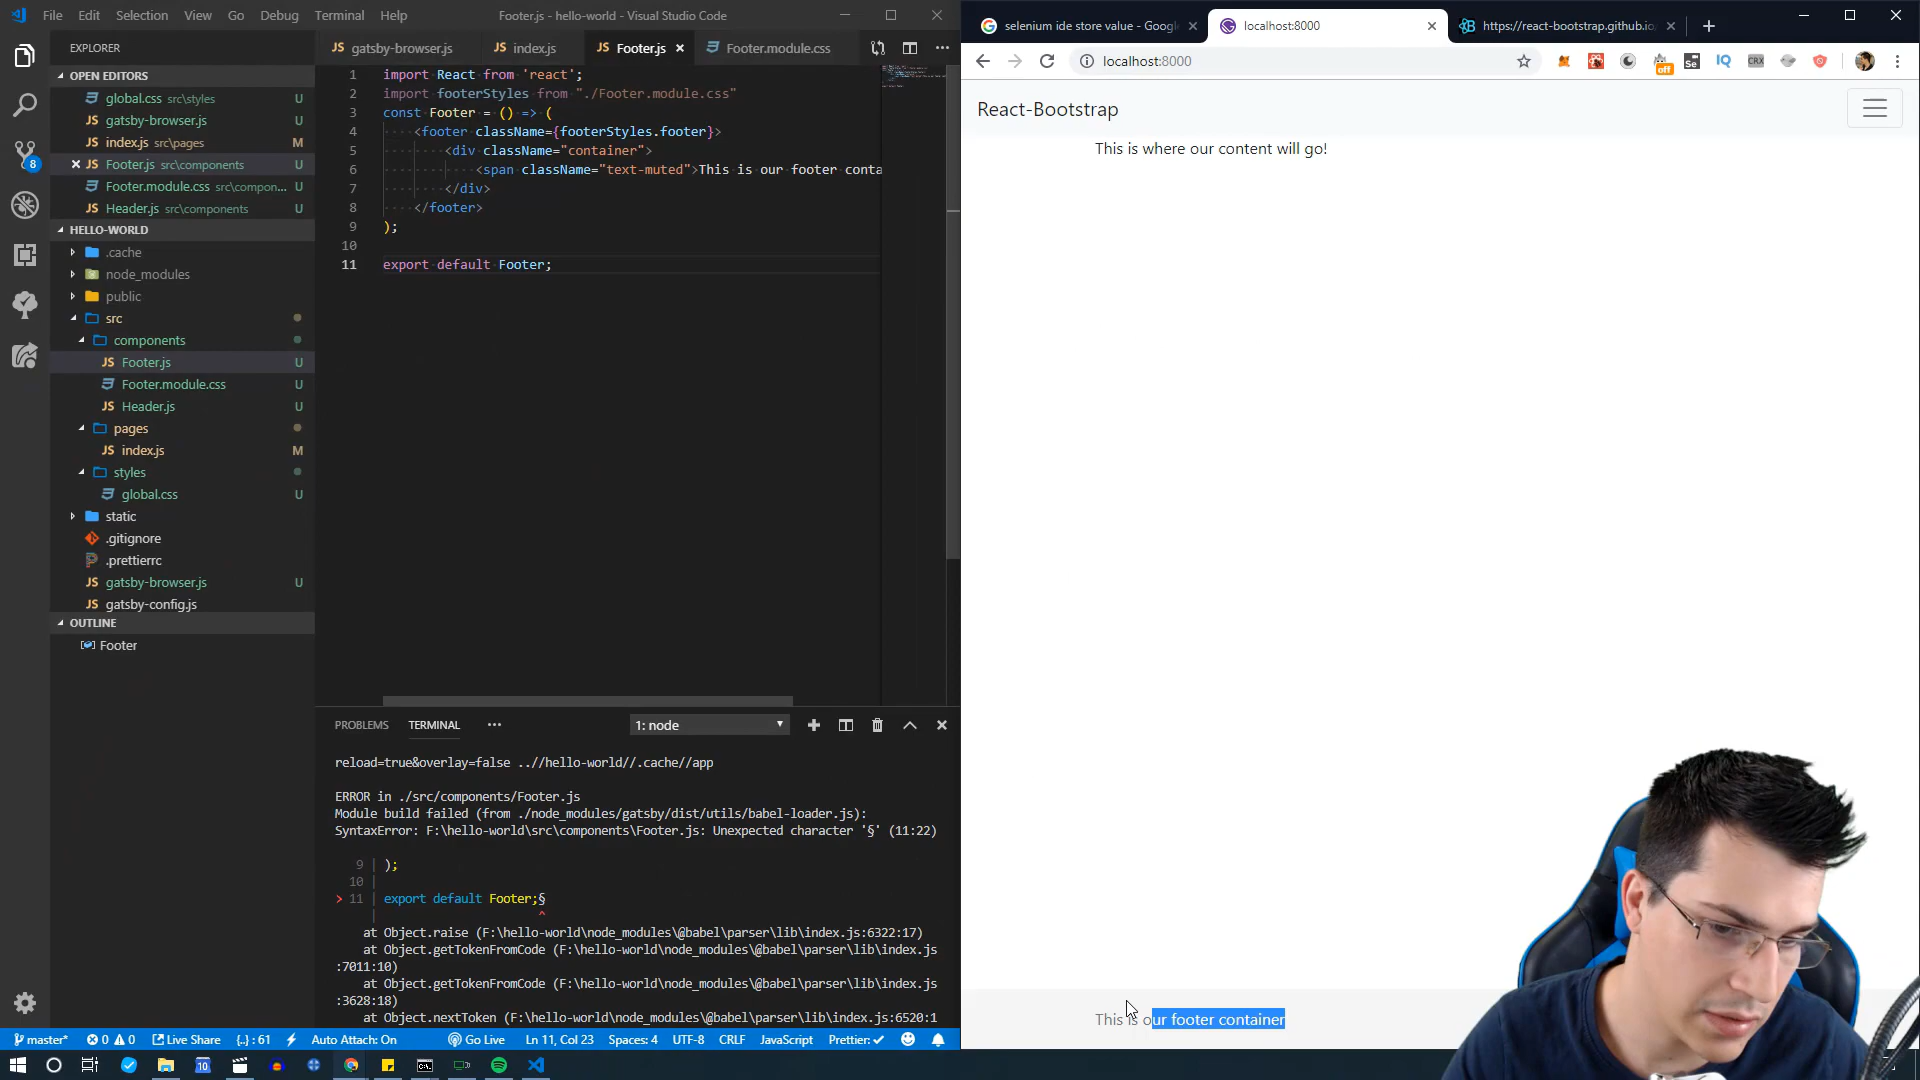 File Edit Selection View Go Debug Terminal Help Footer.js - hello-world - Visual Studio Code
EXPLORER
OPEN EDITORS
global.css src\styles U
gatsby-browser.js U
index.js src\pages M
Footer.js src\components U
Footer.module.css src\compon... U
Header.js src\components U
8
HELLO-WORLD
.cache
node_modules
public
src
components
Footer.js U
Footer.module.css U
Header.js U
pages
index.js M
styles
global.css U
static
.gitignore
.prettierrc
gatsby-browser.js U
gatsby-config.js
OUTLINE
Footer
gatsby-browser.js index.js Footer.js Footer.module.css
1 import React from 'react';
2 import footerStyles from "./Footer.module.css"
3 const Footer = () => (
4 <footer className={footerStyles.footer}>
5 <div className="container">
6 <span className="text-muted">This is our footer conta
7 </div>
8 </footer>
9 );
10
11 export default Footer;
PROBLEMS TERMINAL ... 1: node
reload=true&overlay=false ..//hello-world//.cache//app
ERROR in ./src/components/Footer.js
Module build failed (from ./node_modules/gatsby/dist/utils/babel-loader.js):
SyntaxError: F:\hello-world\src\components\Footer.js: Unexpected character '§' (11:22)
9 | );
10 |
> 11 | export default Footer;§
| ^
at Object.raise (F:\hello-world\node_modules\@babel\parser\lib\index.js:6322:17)
at Object.getTokenFromCode (F:\hello-world\node_modules\@babel\parser\lib\index.js
:7011:10)
at Object.getTokenFromCode (F:\hello-world\node_modules\@babel\parser\lib\index.js
:3628:18)
at Object.nextToken (F:\hello-world\node_modules\@babel\parser\lib\index.js:6520:1
master* 0 0 Live Share {..} : 61 Auto Attach: On Go Live Ln 11, Col 23 Spaces: 4 UTF-8 CRLF JavaScript Prettier: ✓
selenium ide store value - Googl localhost:8000 https://react-bootstrap.github.io
localhost:8000
off Se IQ CRX
React-Bootstrap
This is where our content will go!
This is our footer container
10